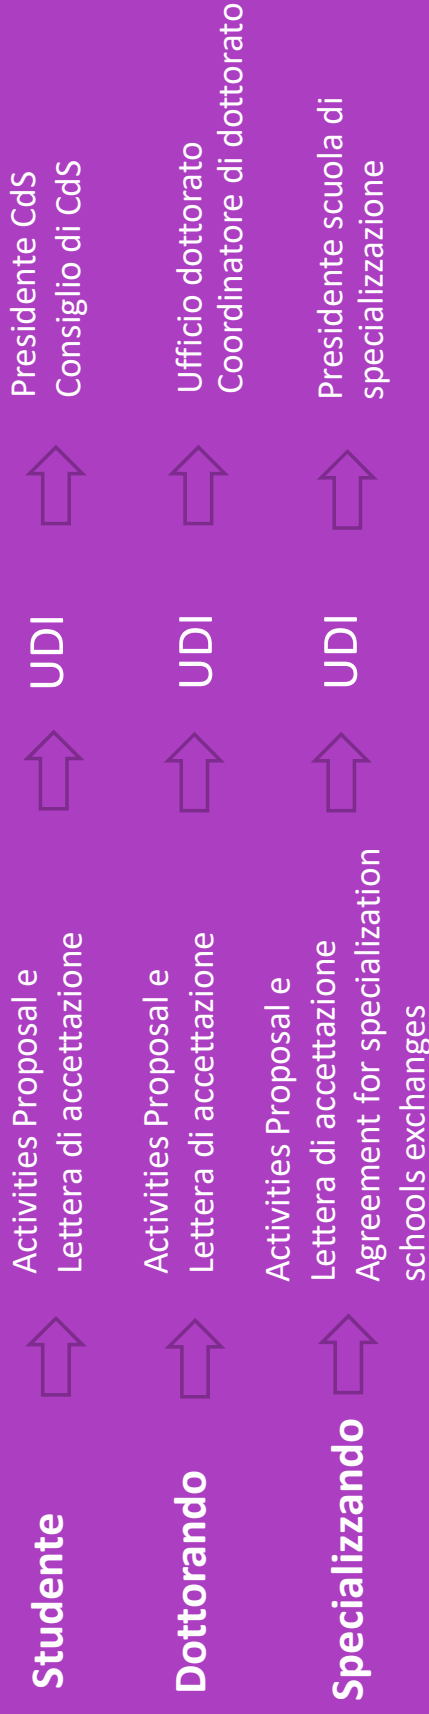 Studente
Activities Proposal e
Lettera di accettazione
UDI
Presidente CdS
Consiglio di CdS
Dottorando
Activities Proposal e
Lettera di accettazione
UDI
Ufficio dottorato
Coordinatore di dottorato
Specializzando
Activities Proposal e
Lettera di accettazione
Agreement for specialization
schools exchanges
UDI
Presidente scuola di
specializzazione